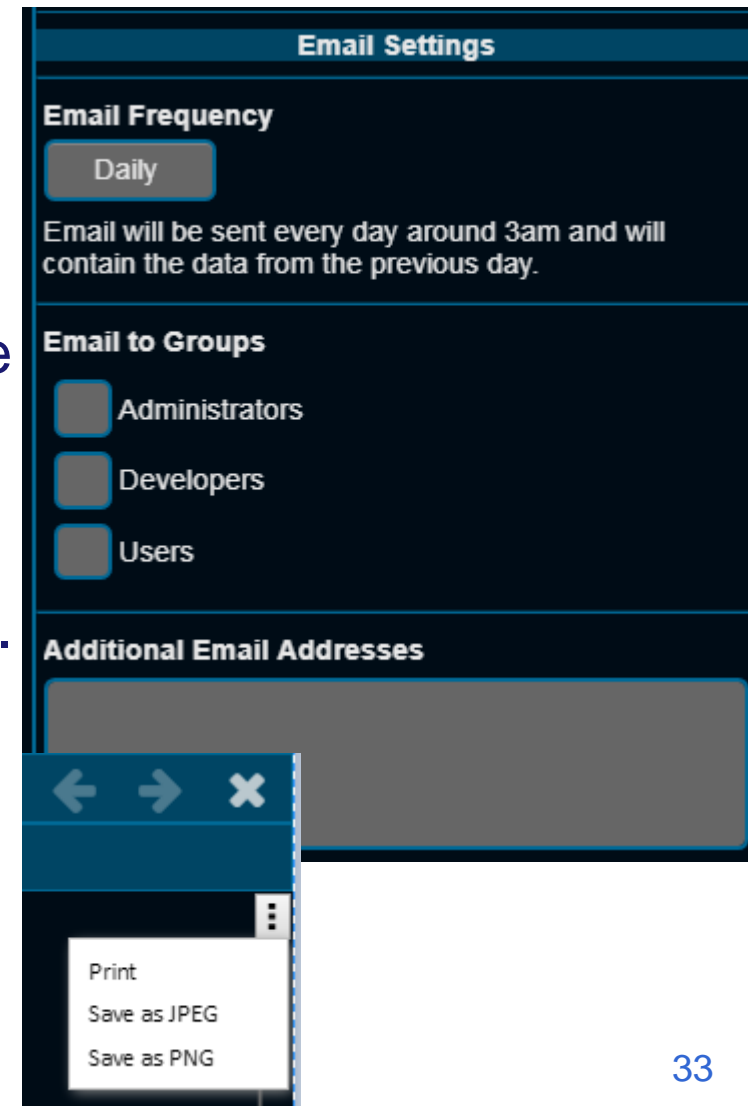 Email Settings
Email Frequency
Daily
Email will be sent every day around 3am and will
contain the data from the previous day.
e
Email to Groups
Administrators
Developers
Users
.
Additional Email Addresses
Print
Save as JPEG
Save as PNG
33